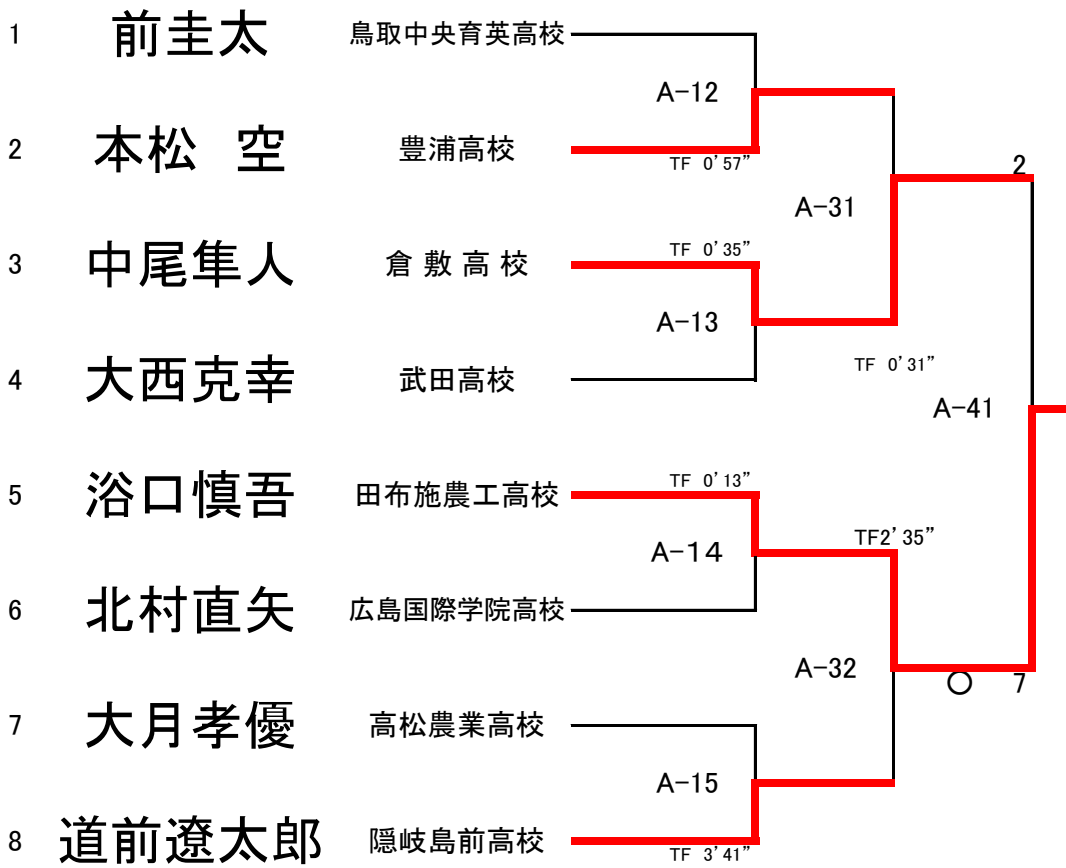 1 前圭太 鳥取中央育英高校
A-12
2 本松 空 豊浦高校
TF 0'57"
2
A-31
3 中尾隼人 倉敷高校
TF 0'35"
A-13
TF 0'31"
4 大西克幸 武田高校
A-41
5 浴口慎吾 田布施農工高校
TF 0'13"
TF2'35"
A-14
6 北村直矢 広島国際学院高校
A-32
○ 7
7 大月孝優 高松農業高校
A-15
8 道前遼太郎 隠岐島前高校
TF 3'41"